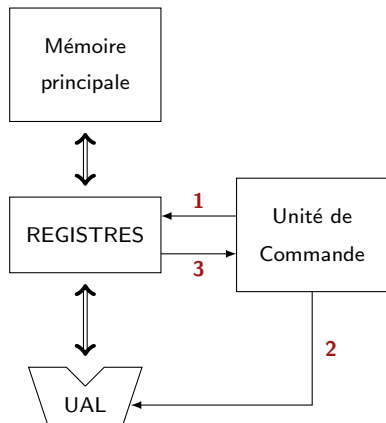 Mémoire
principale
1
REGISTRES
3
Unité de
Commande
2
UAL